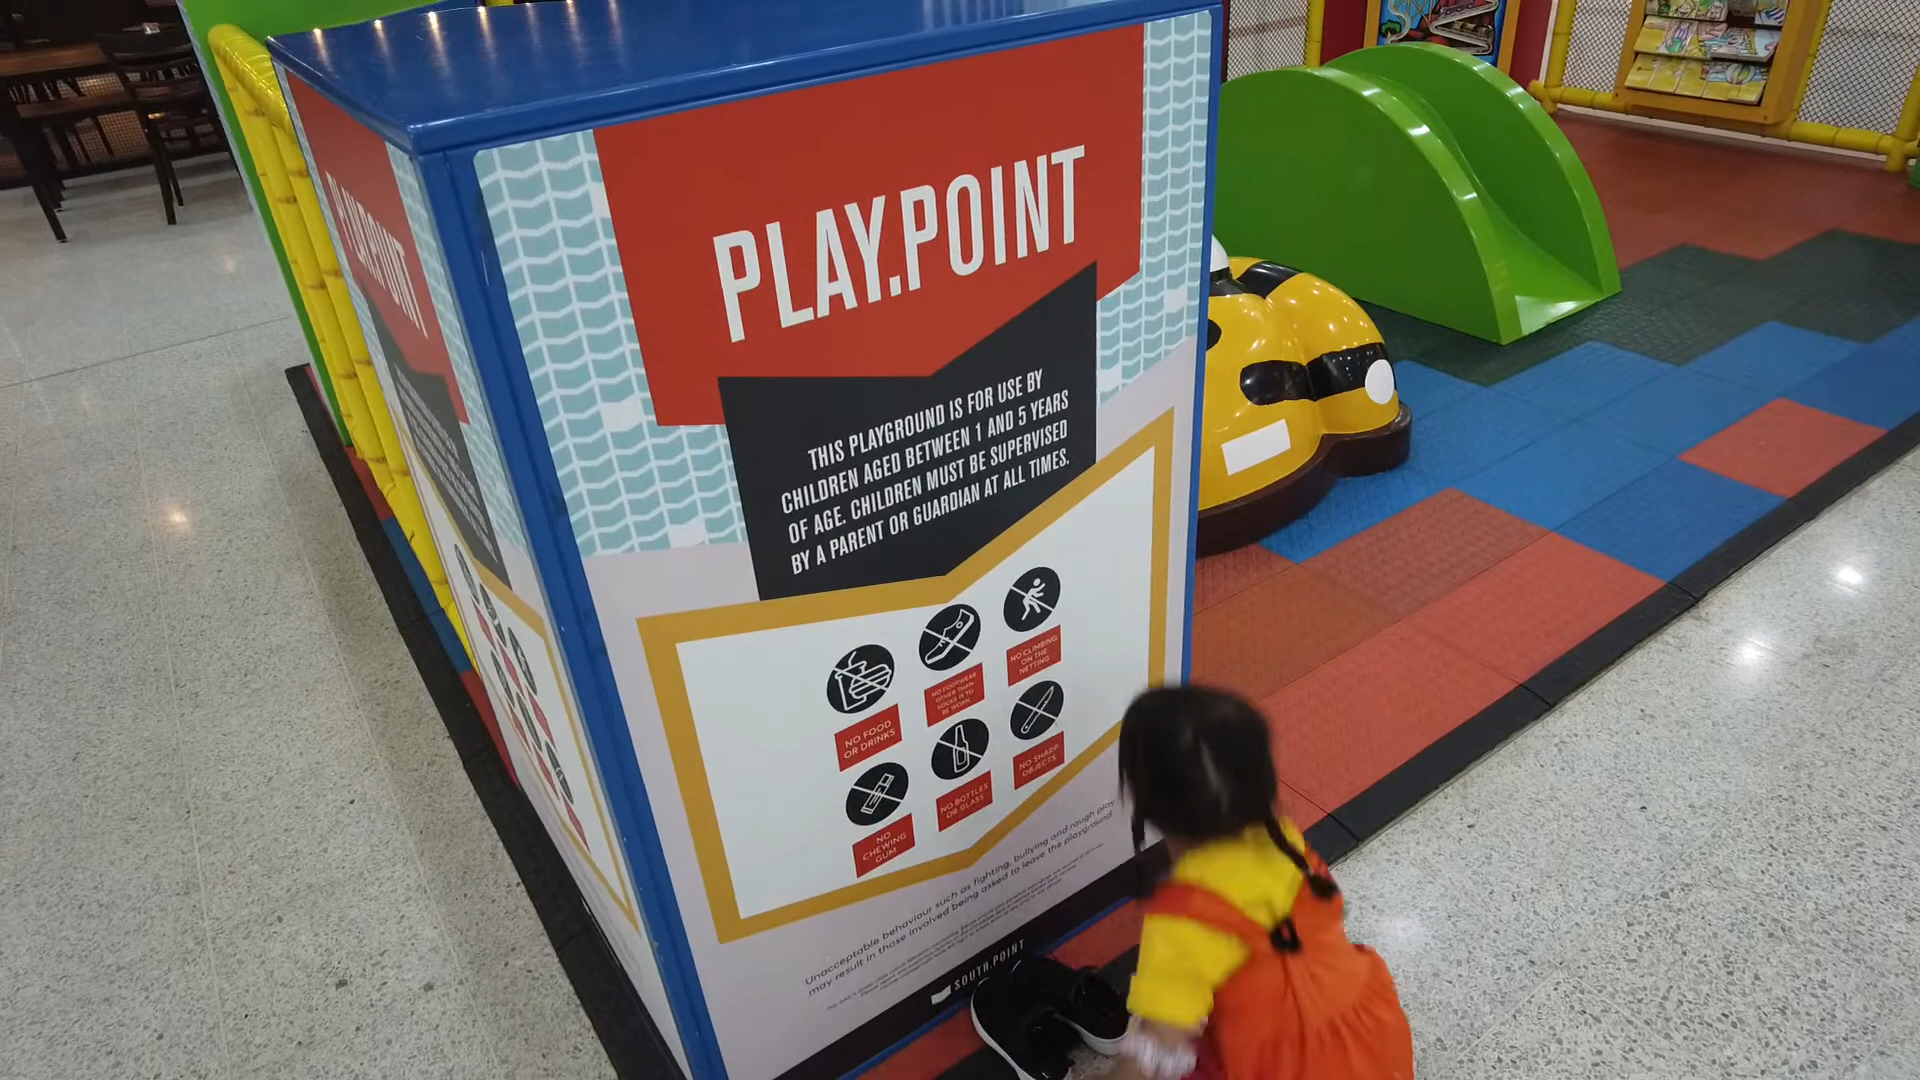 PLAY.POINT
PLAY.POINT
THIS PLAYGROUND IS FOR USE BY
CHILDREN AGED BETWEEN 1 AND 5 YEARS
OF AGE. CHILDREN MUST BE SUPERVISED
BY A PARENT OR GUARDIAN AT ALL TIMES.
NO FOOD
OR DRINKS
NO FOOTWEAR
OTHER THAN
SOCKS IS TO
BE WORN
NO CLIMBING
ON THE
NETTING
NO
CHEWING
GUM
NO BOTTLES
OR GLASS
NO SHARP
OBJECTS
Unacceptable behaviour such as fighting, bullying and rough play
may result in those involved being asked to leave the playground
SOUTH.POINT